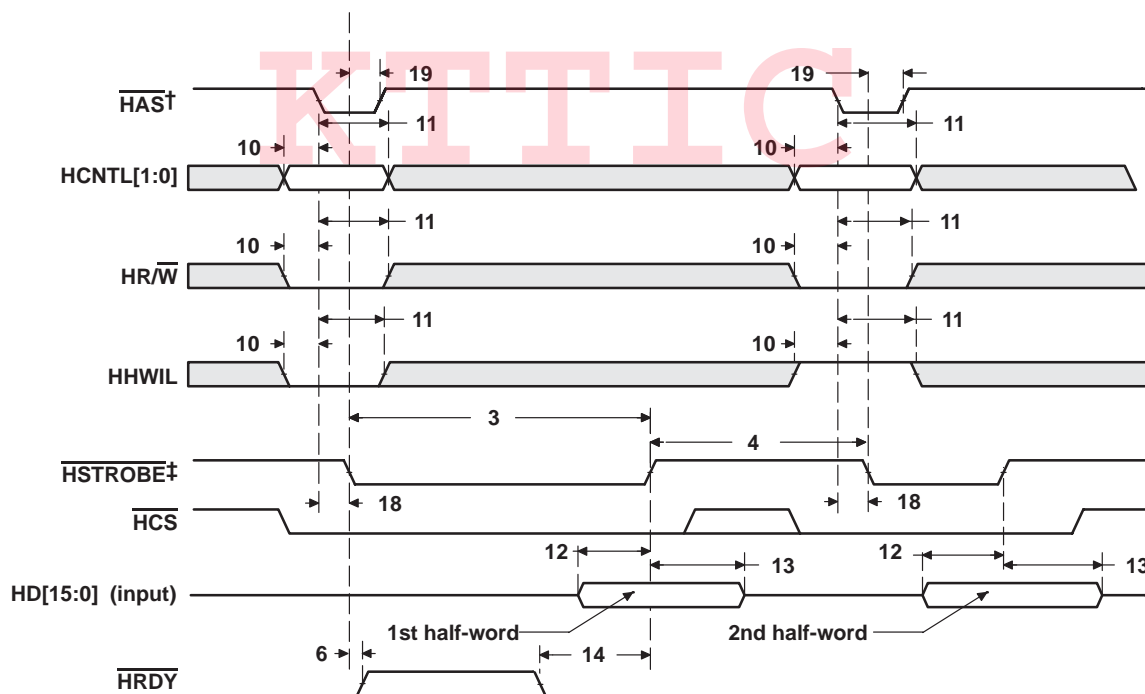 KTTIC
19 19
HAS†
11 11
10 10
HCNTL[1:0]
11 11
10 10
HR/W
11 11
10 10
HHWIL
3
4
HSTROBE‡
18 18
HCS
12 12
13 13
HD[15:0] (input)
1st half-word 2nd half-word
6 14
HRDY